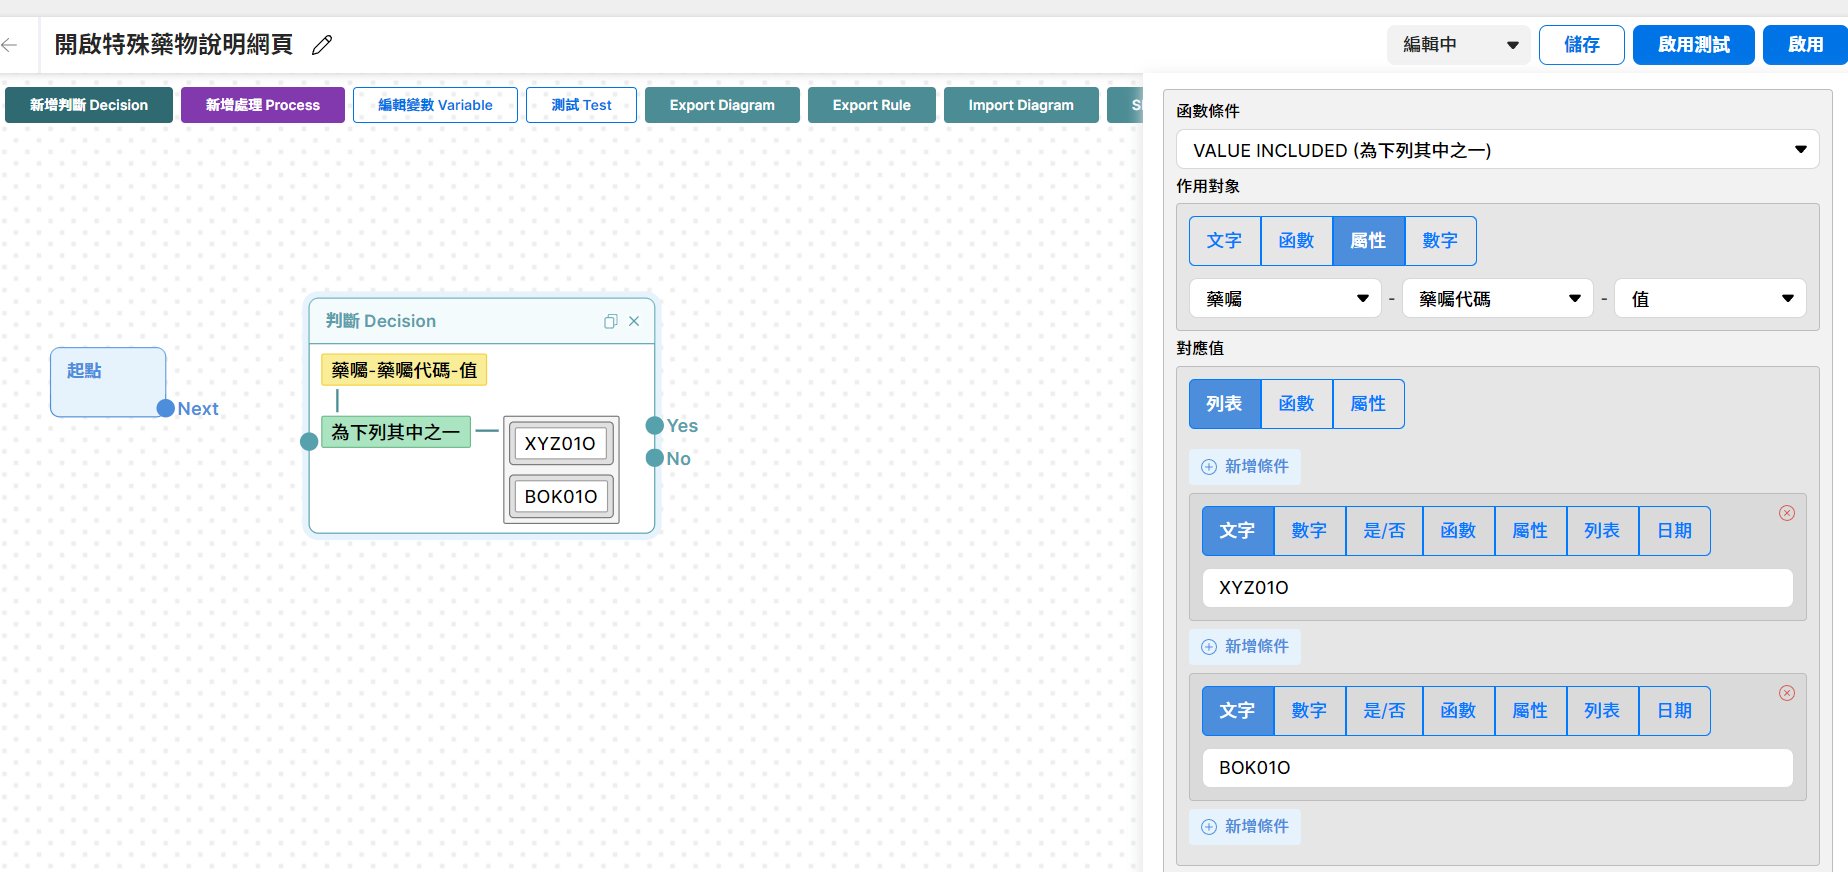 開啟特殊藥物說明網頁
編輯中
儲存
啟用測試
啟用
新增判斷 Decision
新增處理 Process
編輯變數 Variable
測試 Test
Export Diagram
Export Rule
Import Diagram
起點
Next
判斷 Decision
藥囑-藥囑代碼-值
為下列其中之一
XYZ01O
BOK01O
Yes
No
函數條件
VALUE INCLUDED (為下列其中之一)
作用對象
文字 函數 屬性 數字
藥囑 - 藥囑代碼 - 值
對應值
列表 函數 屬性
新增條件
文字 數字 是/否 函數 屬性 列表 日期
XYZ01O
新增條件
文字 數字 是/否 函數 屬性 列表 日期
BOK01O
新增條件